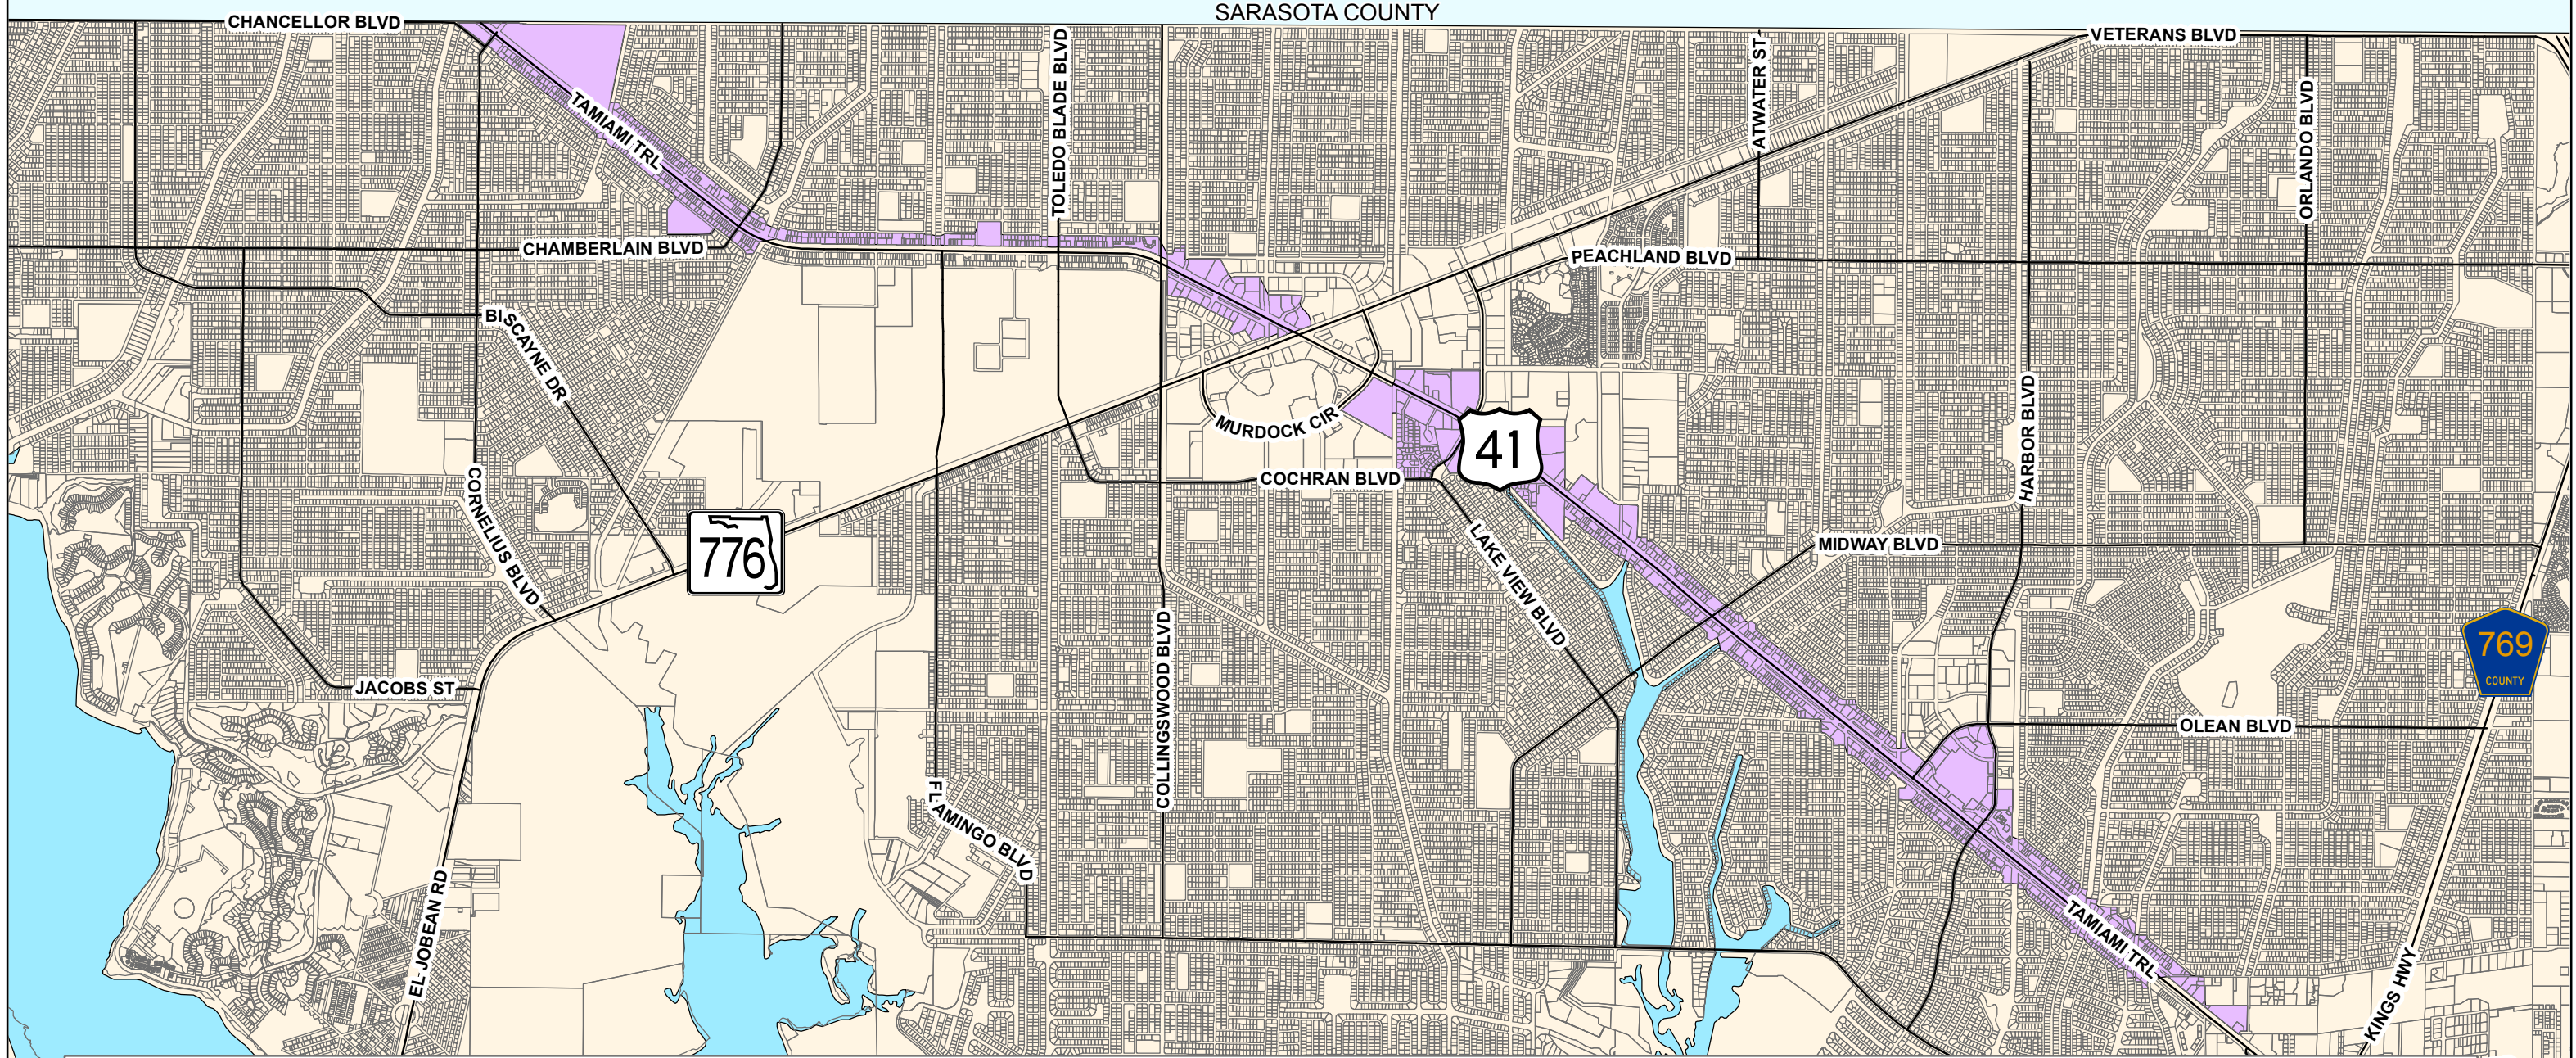 SARASOTA COUNTY
CHANCELLOR BLVD
VETERANS BLVD
TOLEDO BLADE BLVD
ATWATER ST
ORLANDO BLVD
TAMIAMI TRL
CHAMBERLAIN BLVD
PEACHLAND BLVD
BISCAYNE DR
MURDOCK CIR
HARBOR BLVD
41
COCHRAN BLVD
CORNELIUS BLVD
776
LAKE VIEW BLVD
MIDWAY BLVD
COLLINGSWOOD BLVD
769
COUNTY
JACOBS ST
OLEAN BLVD
FLAMINGO BLVD
EL JOBEAN RD
TAMIAMI TRL
KINGS HWY